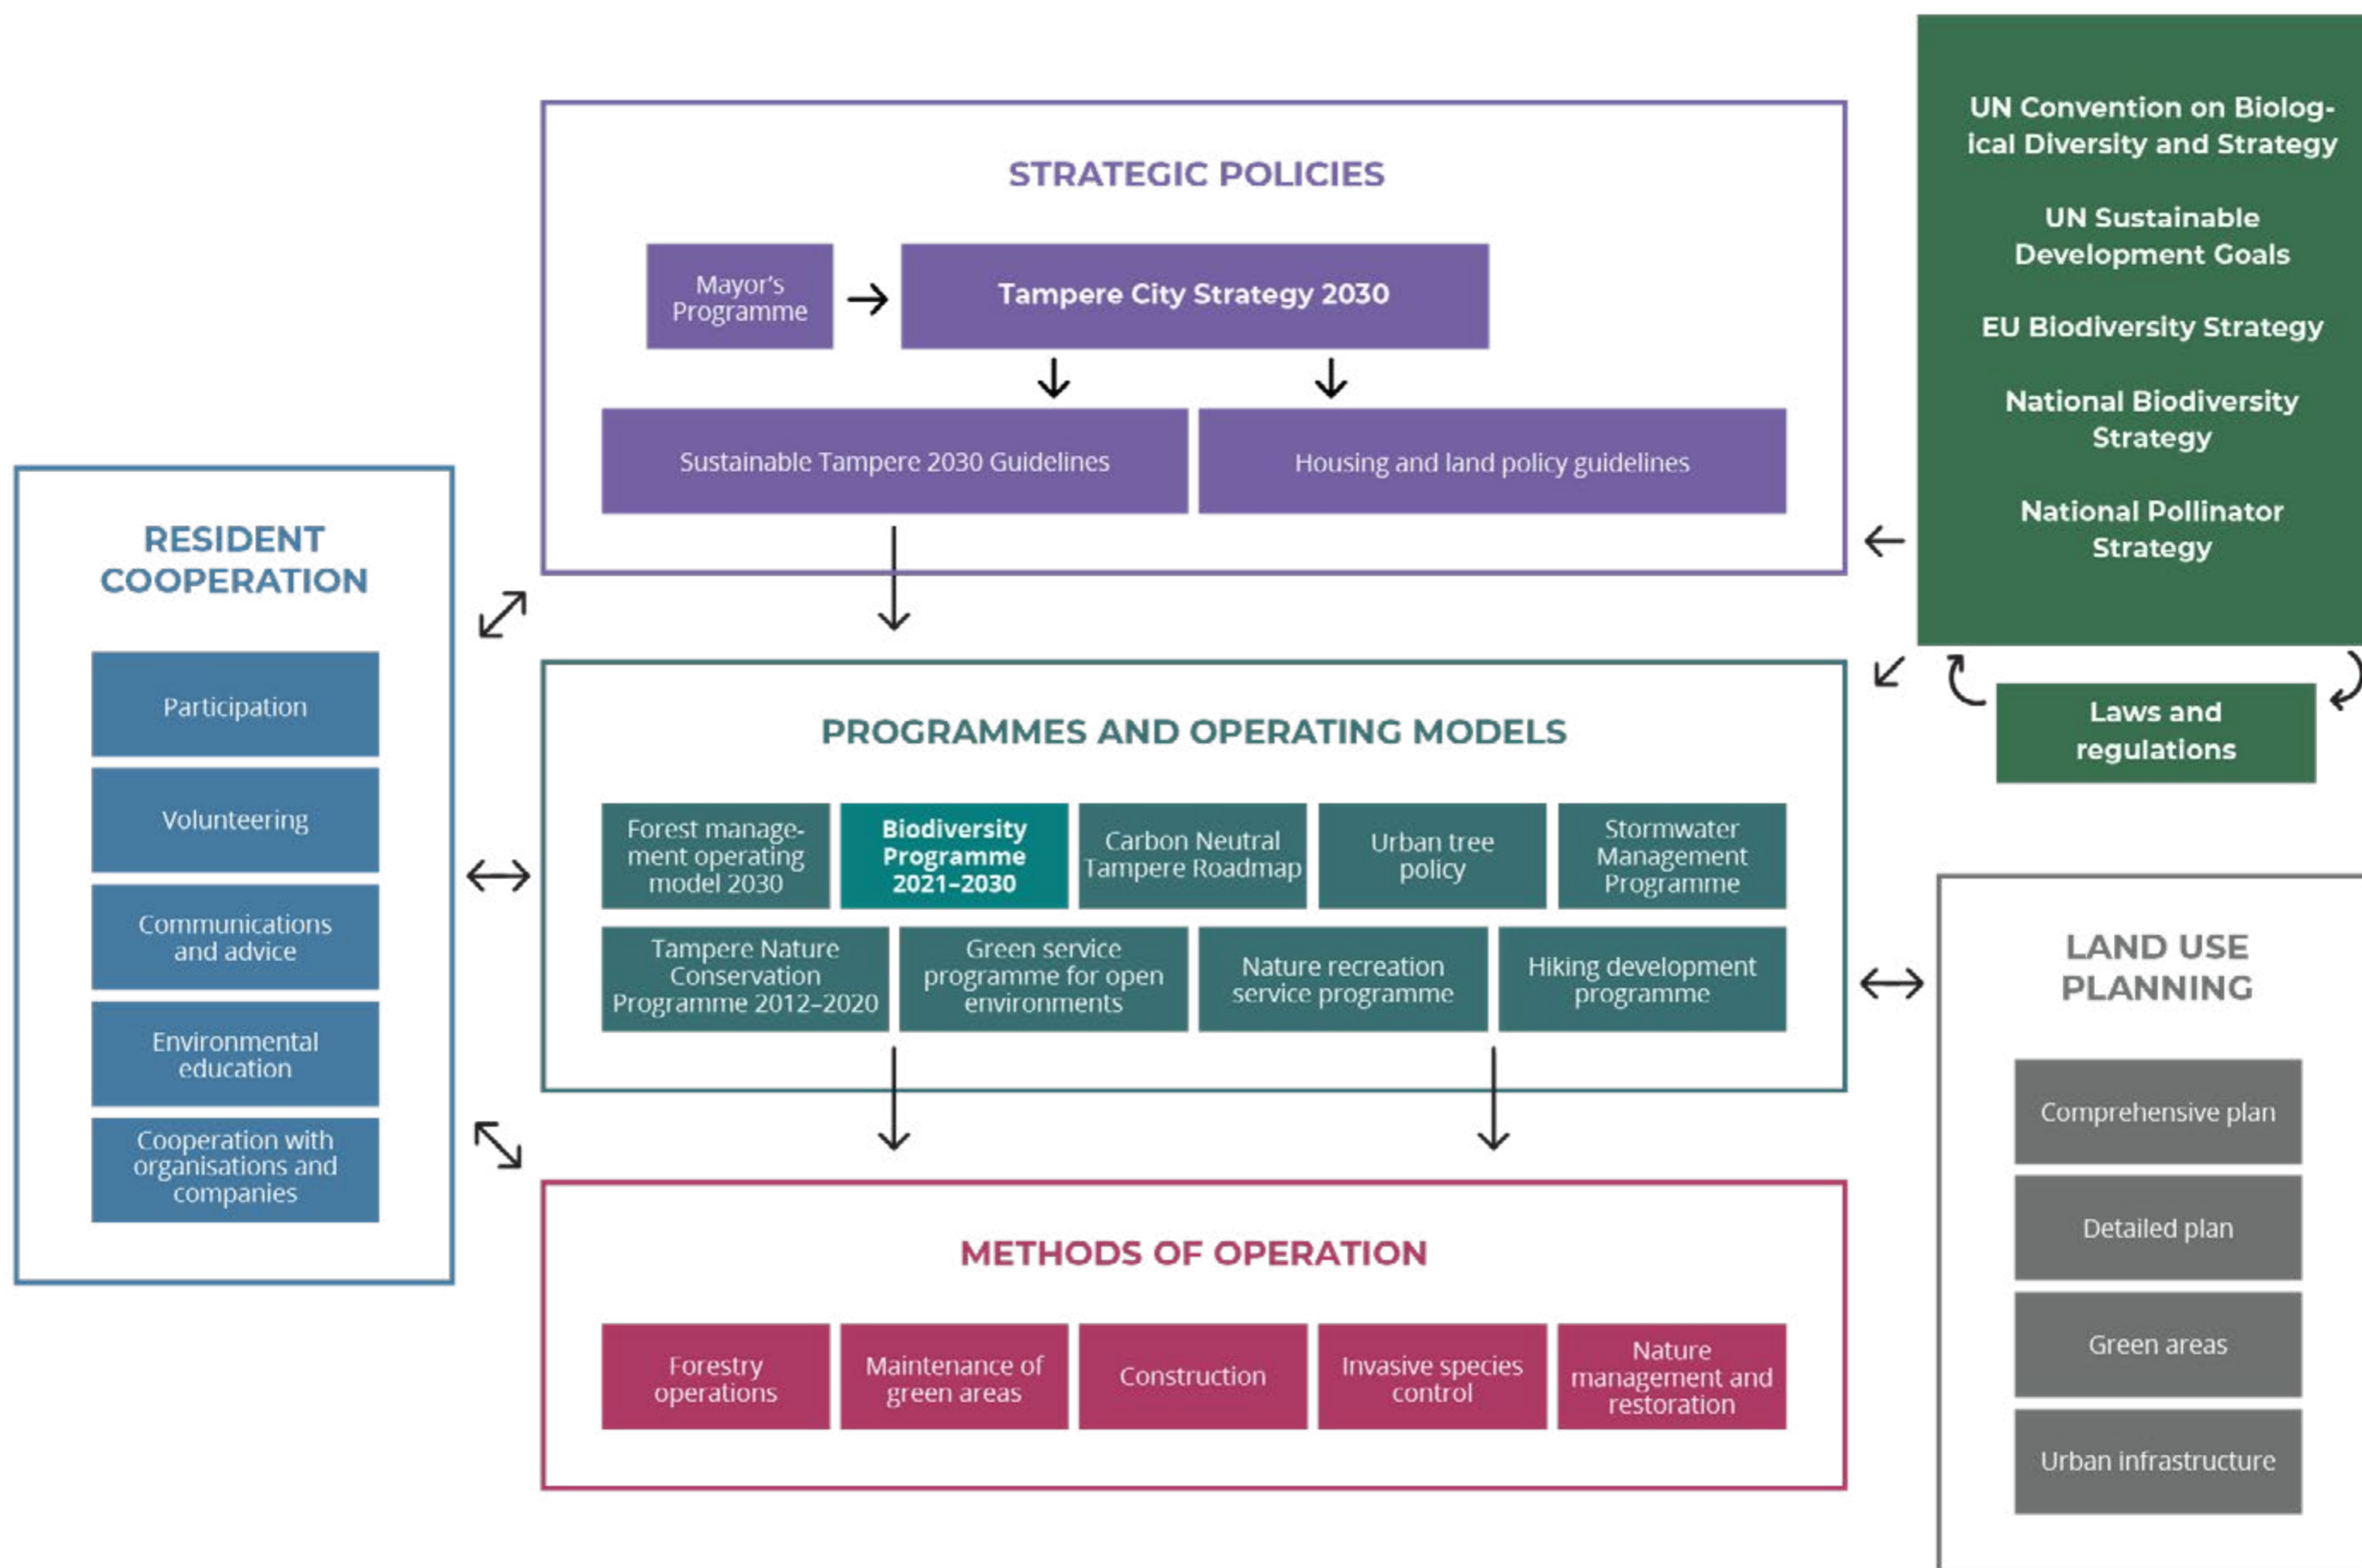 STRATEGIC POLICIES
Mayor's
Programme
Tampere City Strategy 2030
Sustainable Tampere 2030 Guidelines
Housing and land policy guidelines
UN Convention on Biolog-
ical Diversity and Strategy
UN Sustainable
Development Goals
EU Biodiversity Strategy
National Biodiversity
Strategy
National Pollinator
Strategy
Laws and
regulations
RESIDENT
COOPERATION
Participation
Volunteering
Communications
and advice
Environmental
education
Cooperation with
organisations and
companies
PROGRAMMES AND OPERATING MODELS
Forest manage-
ment operating
model 2030
Biodiversity
Programme
2021–2030
Carbon Neutral
Tampere Roadmap
Urban tree
policy
Stormwater
Management
Programme
Tampere Nature
Conservation
Programme 2012–2020
Green service
programme for open
environments
Nature recreation
service programme
Hiking development
programme
LAND USE
PLANNING
Comprehensive plan
Detailed plan
Green areas
Urban infrastructure
METHODS OF OPERATION
Forestry
operations
Maintenance of
green areas
Construction
Invasive species
control
Nature
management and
restoration